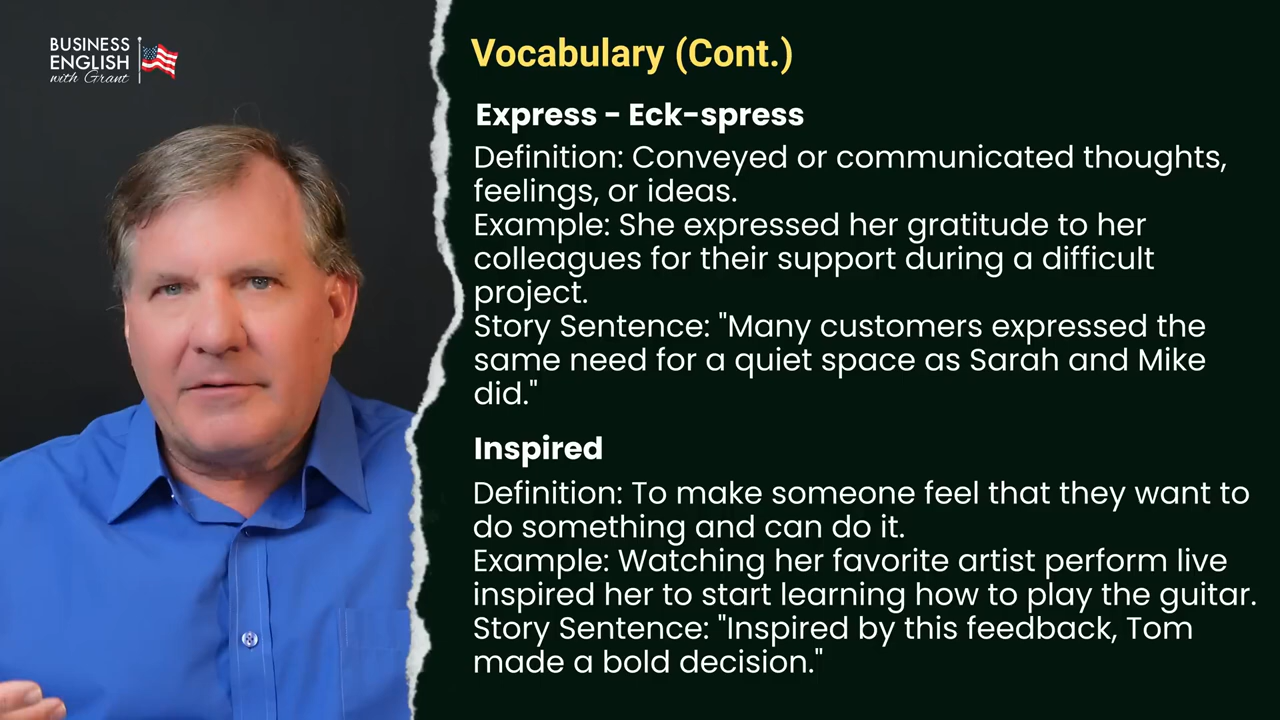 BUSINESS
ENGLISH
with Grant
Vocabulary (Cont.)
Express - Eck-spress
Definition: Conveyed or communicated thoughts,
feelings, or ideas.
Example: She expressed her gratitude to her
colleagues for their support during a difficult
project.
Story Sentence: "Many customers expressed the
same need for a quiet space as Sarah and Mike
did."
Inspired
Definition: To make someone feel that they want to
do something and can do it.
Example: Watching her favorite artist perform live
inspired her to start learning how to play the guitar.
Story Sentence: "Inspired by this feedback, Tom
made a bold decision."